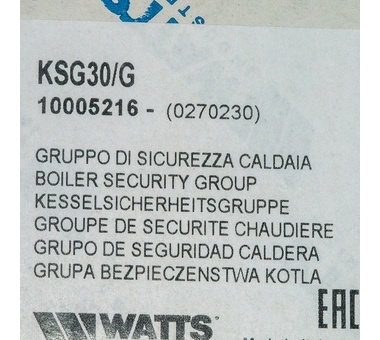 KSG30/G
10005216 - (0270230)
GRUPPO DI SICUREZZA CALDAIA
BOILER SECURITY GROUP
KESSELSICHERHEITSGRUPPE
GROUPE DE SECURITE CHAUDIERE
GRUPO DE SEGURIDAD CALDERA
GRUPA BEZPIECZENSTWA KOTLA
EAC
WATTS